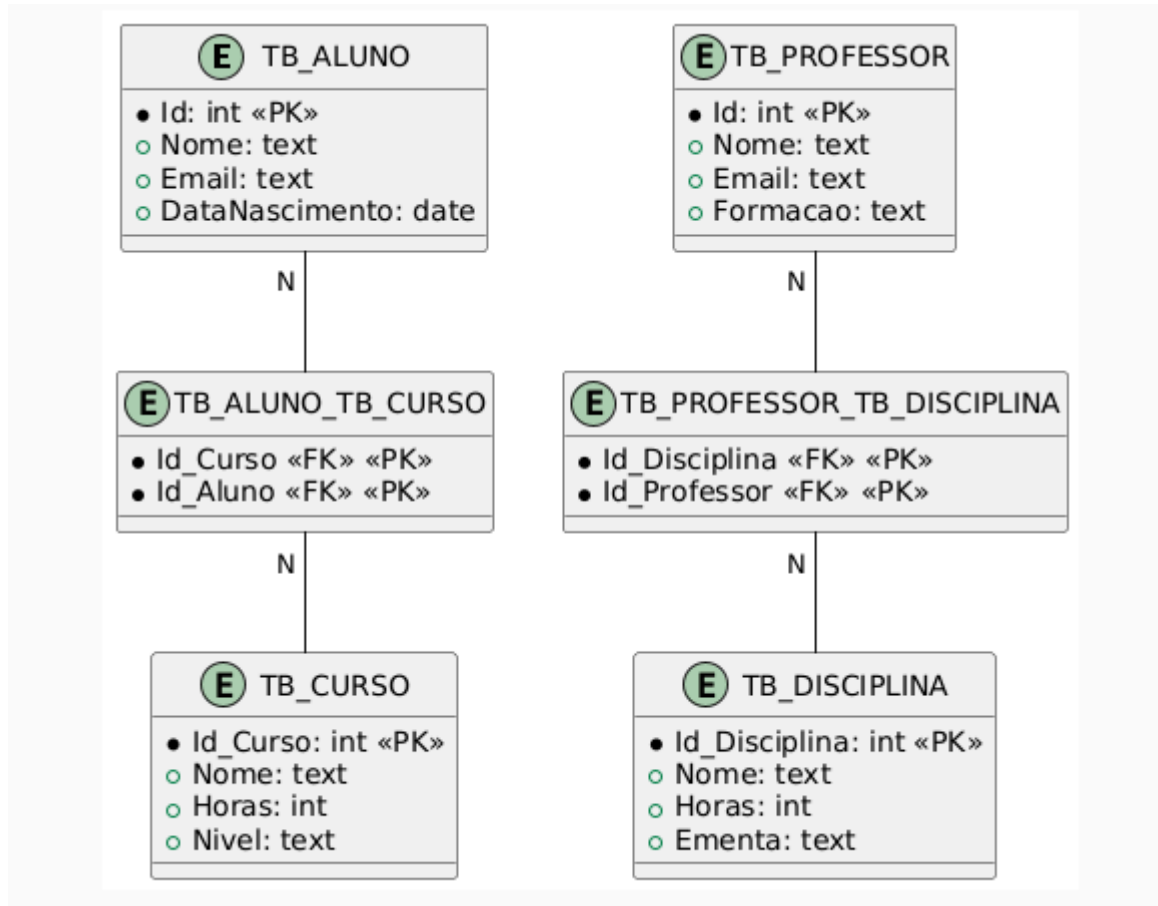 E TB_ALUNO
• Id: int «PK»
○ Nome: text
○ Email: text
○ DataNascimento: date
N
E TB_ALUNO_TB_CURSO
• Id_Curso «FK» «PK»
• Id_Aluno «FK» «PK»
N
E TB_CURSO
• Id_Curso: int «PK»
○ Nome: text
○ Horas: int
○ Nivel: text
E TB_PROFESSOR
• Id: int «PK»
○ Nome: text
○ Email: text
○ Formacao: text
N
E TB_PROFESSOR_TB_DISCIPLINA
• Id_Disciplina «FK» «PK»
• Id_Professor «FK» «PK»
N
E TB_DISCIPLINA
• Id_Disciplina: int «PK»
○ Nome: text
○ Horas: int
○ Ementa: text